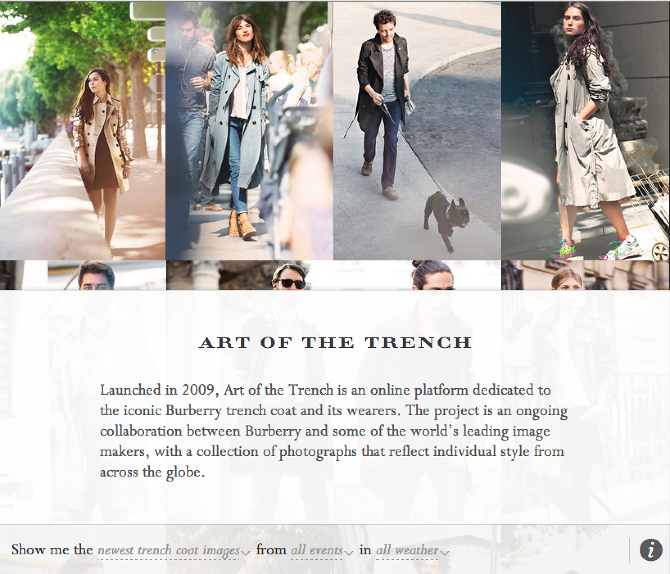 ART OF THE TRENCH
Launched in 2009, Art of the Trench is an online platform dedicated to
the iconic Burberry trench coat and its wearers. The project is an ongoing
collaboration between Burberry and some of the world's leading image
makers, with a collection of photographs that reflect individual style from
across the globe.
Show me the newest trench coat images from all events in all weather i